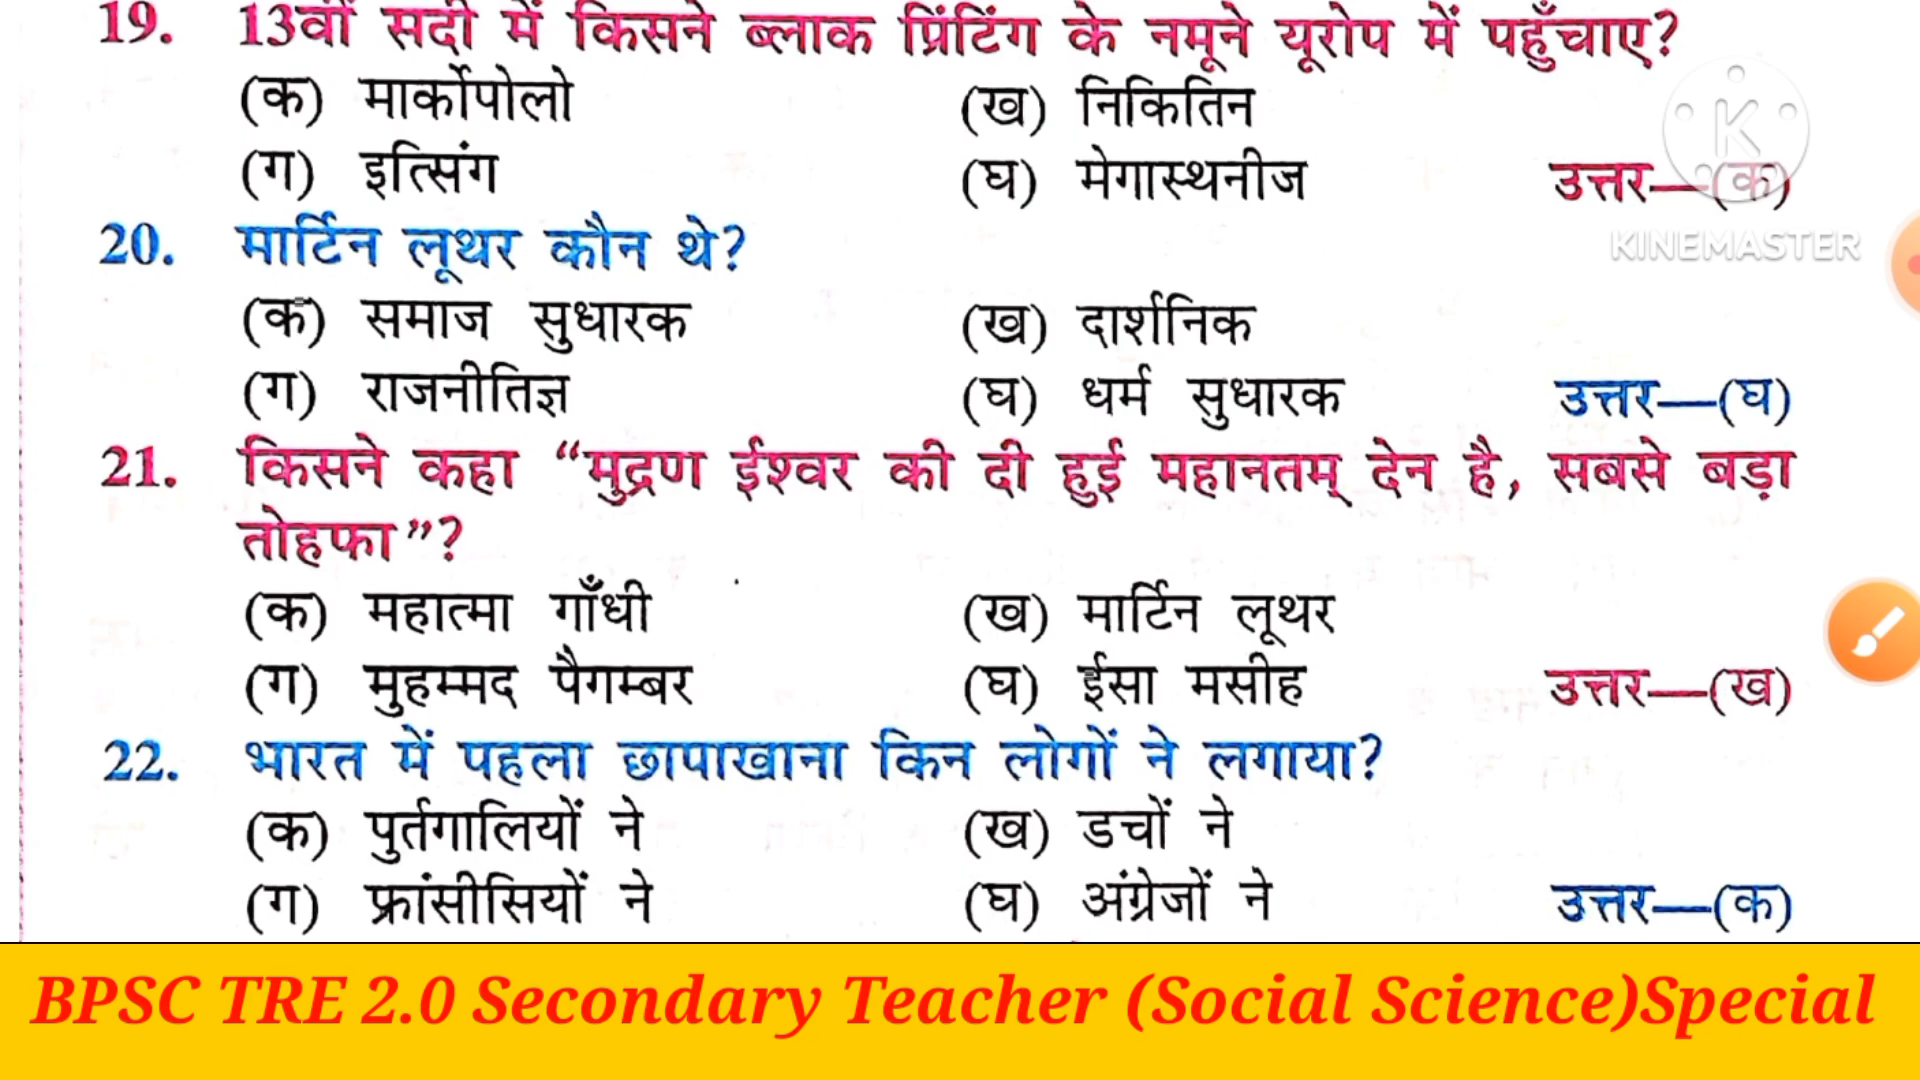 19. 13वीं सदी में किसने ब्लाक प्रिंटिंग के नमूने यूरोप में पहुँचाए?
(क) मार्कोपोलो (ख) निकितिन
(ग) इत्सिंग (घ) मेगास्थनीज उत्तर—(क)
K
KINEMASTER
20. मार्टिन लूथर कौन थे?
(क) समाज सुधारक (ख) दार्शनिक
(ग) राजनीतिज्ञ (घ) धर्म सुधारक उत्तर—(घ)
21. किसने कहा “मुद्रण ईश्वर की दी हुई महानतम् देन है, सबसे बड़ा
तोहफा”?
(क) महात्मा गाँधी (ख) मार्टिन लूथर
(ग) मुहम्मद पैगम्बर (घ) ईसा मसीह उत्तर—(ख)
22. भारत में पहला छापाखाना किन लोगों ने लगाया?
(क) पुर्तगालियों ने (ख) डचों ने
(ग) फ्रांसीसियों ने (घ) अंग्रेजों ने उत्तर—(क)
BPSC TRE 2.0 Secondary Teacher (Social Science)Special